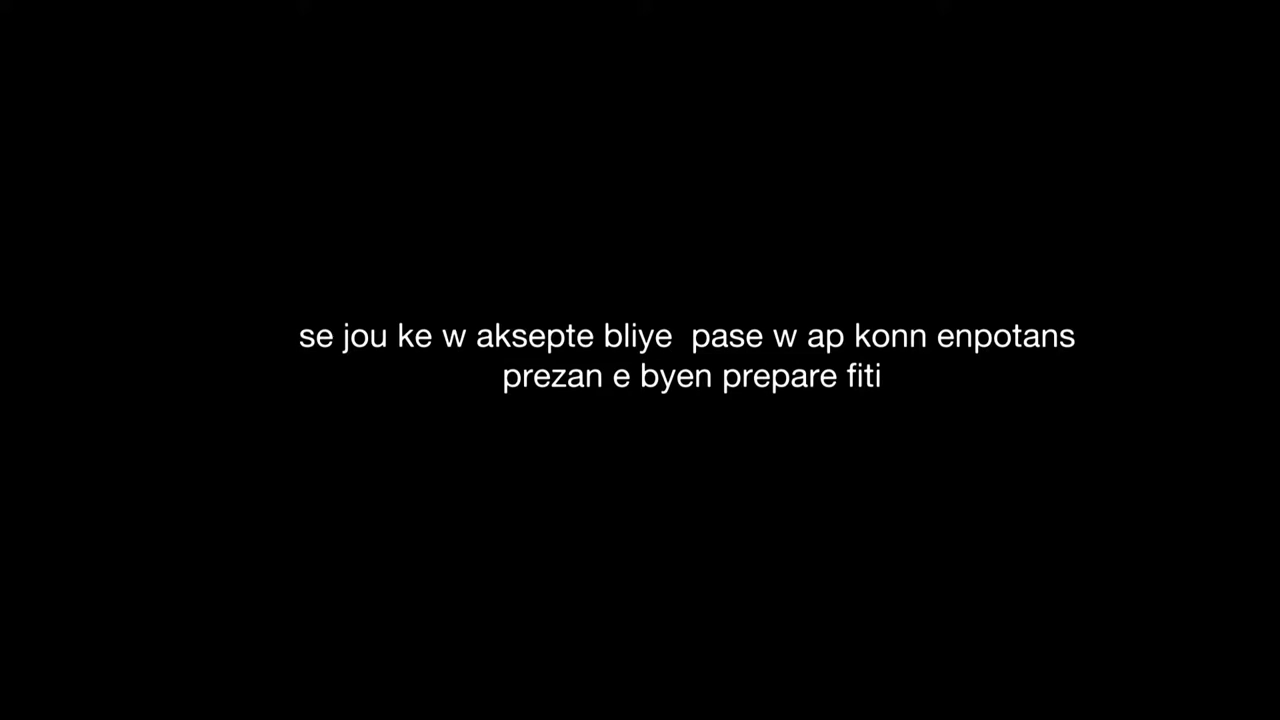 se jou ke w aksepte bliye  pase w ap konn enpotans
prezan e byen prepare fiti